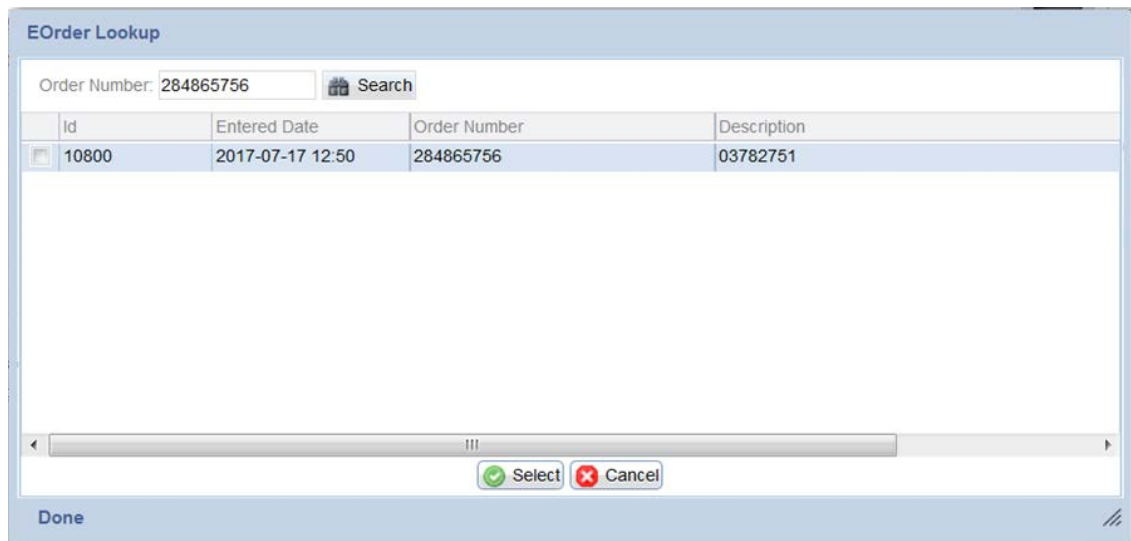 EOrder Lookup
Order Number: 284865756 Search
Id Entered Date Order Number Description
10800 2017-07-17 12:50 284865756 03782751
Select Cancel
Done